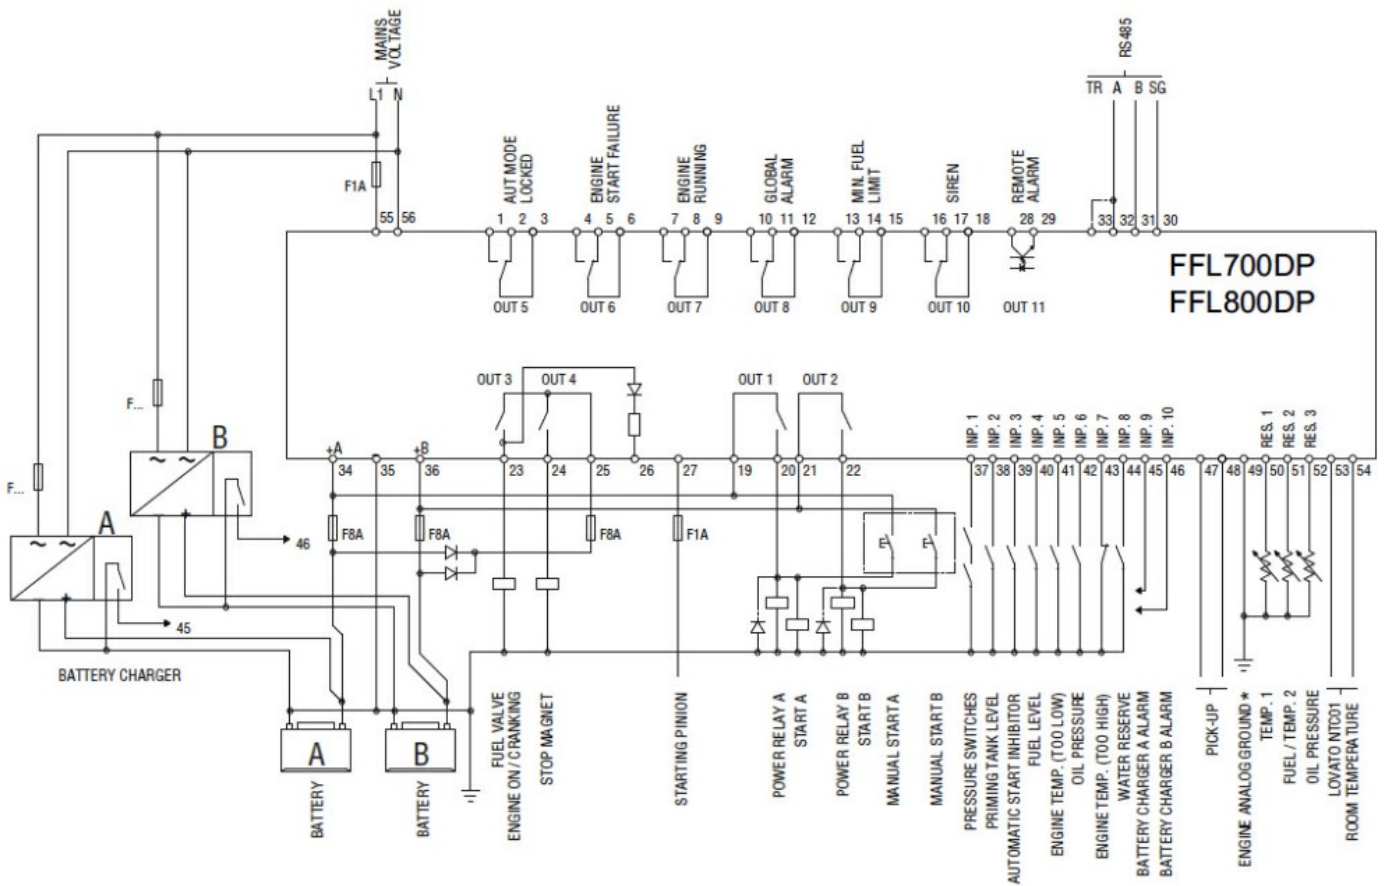 MAINS
VOLTAGE
L1 N
RS485
TR A B SG
F1A
55 56
AUT MODE
LOCKED
1 2 3
OUT 5
ENGINE
START FAILURE
4 5 6
OUT 6
ENGINE
RUNNING
7 8 9
OUT 7
GLOBAL
ALARM
10 11 12
OUT 8
MIN. FUEL
LIMIT
13 14 15
OUT 9
SIREN
16 17 18
OUT 10
REMOTE
ALARM
28 29
OUT 11
33 32 31 30
FFL700DP
FFL800DP
OUT 3 OUT 4
OUT 1 OUT 2
INP. 1
INP. 2
INP. 3
INP. 4
INP. 5
INP. 6
INP. 7
INP. 8
INP. 9
INP. 10
RES. 1
RES. 2
RES. 3
+A +B
34 35 36 23 24 25 26 27 19 20 21 22 37 38 39 40 41 42 43 44 45 46 47 48 49 50 51 52 53 54
F...
B
~ ~
- +
46
F...
A
~ ~
- +
45
BATTERY CHARGER
F8A
F8A
F8A
F1A
A
BATTERY
B
BATTERY
FUEL VALVE
ENGINE ON / CRANKING
STOP MAGNET
STARTING PINION
POWER RELAY A
START A
POWER RELAY B
START B
MANUAL START A
MANUAL START B
PRESSURE SWITCHES
PRIMING TANK LEVEL
AUTOMATIC START INHIBITOR
FUEL LEVEL
ENGINE TEMP. (TOO LOW)
OIL PRESSURE
ENGINE TEMP. (TOO HIGH)
WATER RESERVE
BATTERY CHARGER A ALARM
BATTERY CHARGER B ALARM
PICK-UP
ENGINE ANALOG GROUND *
TEMP. 1
FUEL / TEMP. 2
OIL PRESSURE
LOVATO NTC01
ROOM TEMPERATURE